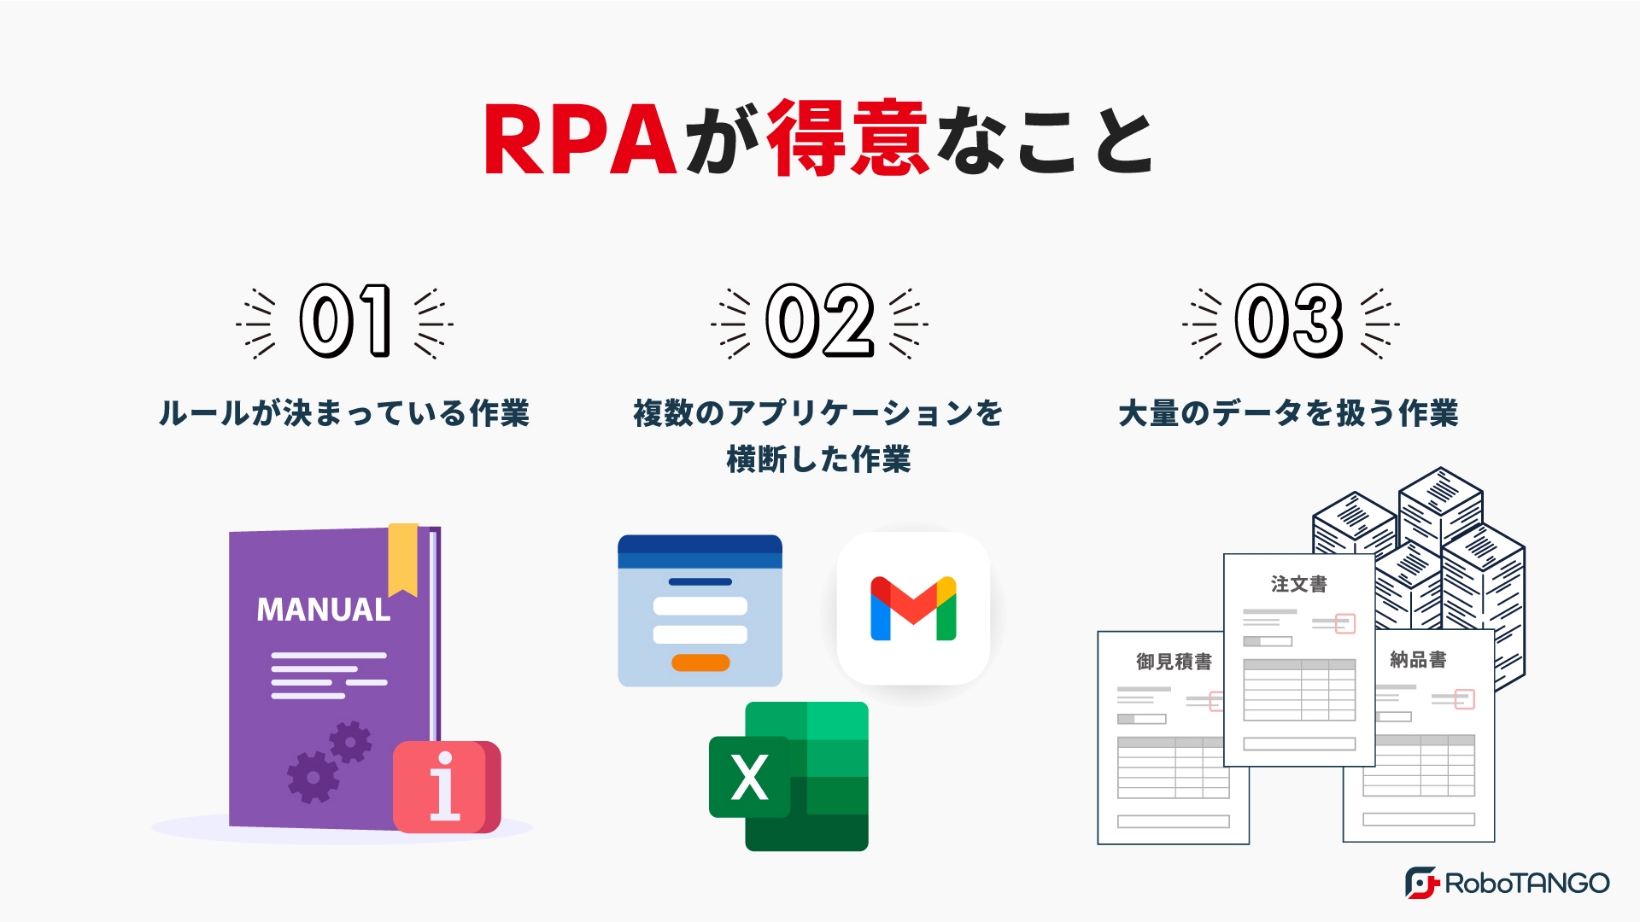 RPAが得意なこと
01
ルールが決まっている作業
MANUAL
i
02
複数のアプリケーションを
横断した作業
M
X
03
大量のデータを扱う作業
注文書
御見積書
納品書
RoboTANGO